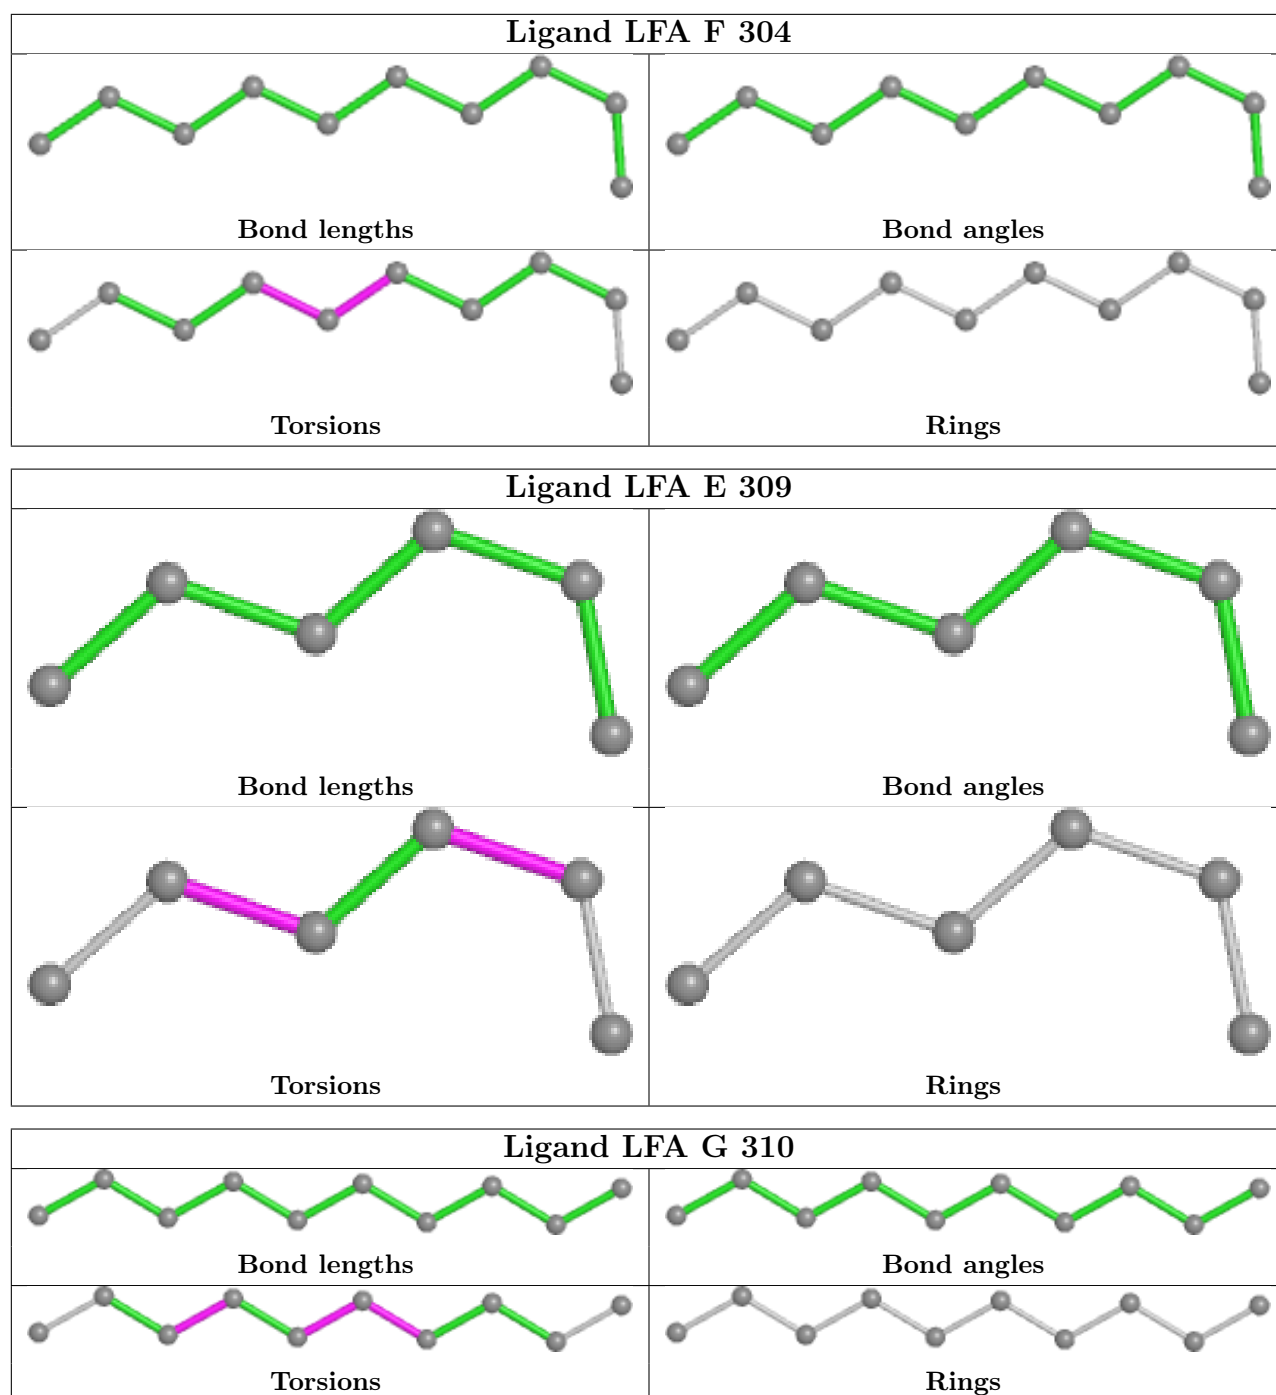 Ligand LFA F 304
Bond lengths
Bond angles
Torsions
Rings
Ligand LFA E 309
Bond lengths
Bond angles
Torsions
Rings
Ligand LFA G 310
Bond lengths
Bond angles
Torsions
Rings